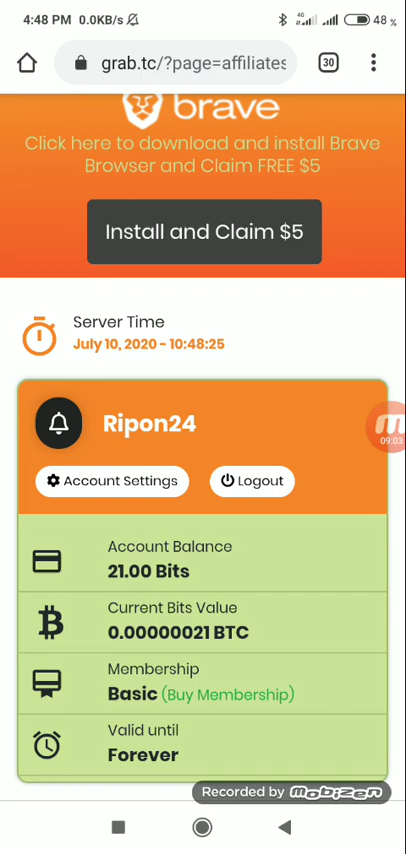 4:48 PM 0.0KB/s 4G 48 %
grab.tc/?page=affiliates 30
brave
Click here to download and install Brave
Browser and Claim FREE $5
Install and Claim $5
Server Time
July 10, 2020 - 10:48:25
Ripon24
09:03
Account Settings Logout
Account Balance
21.00 Bits
Current Bits Value
0.00000021 BTC
Membership
Basic (Buy Membership)
Valid until
Forever
Recorded by Mobizen